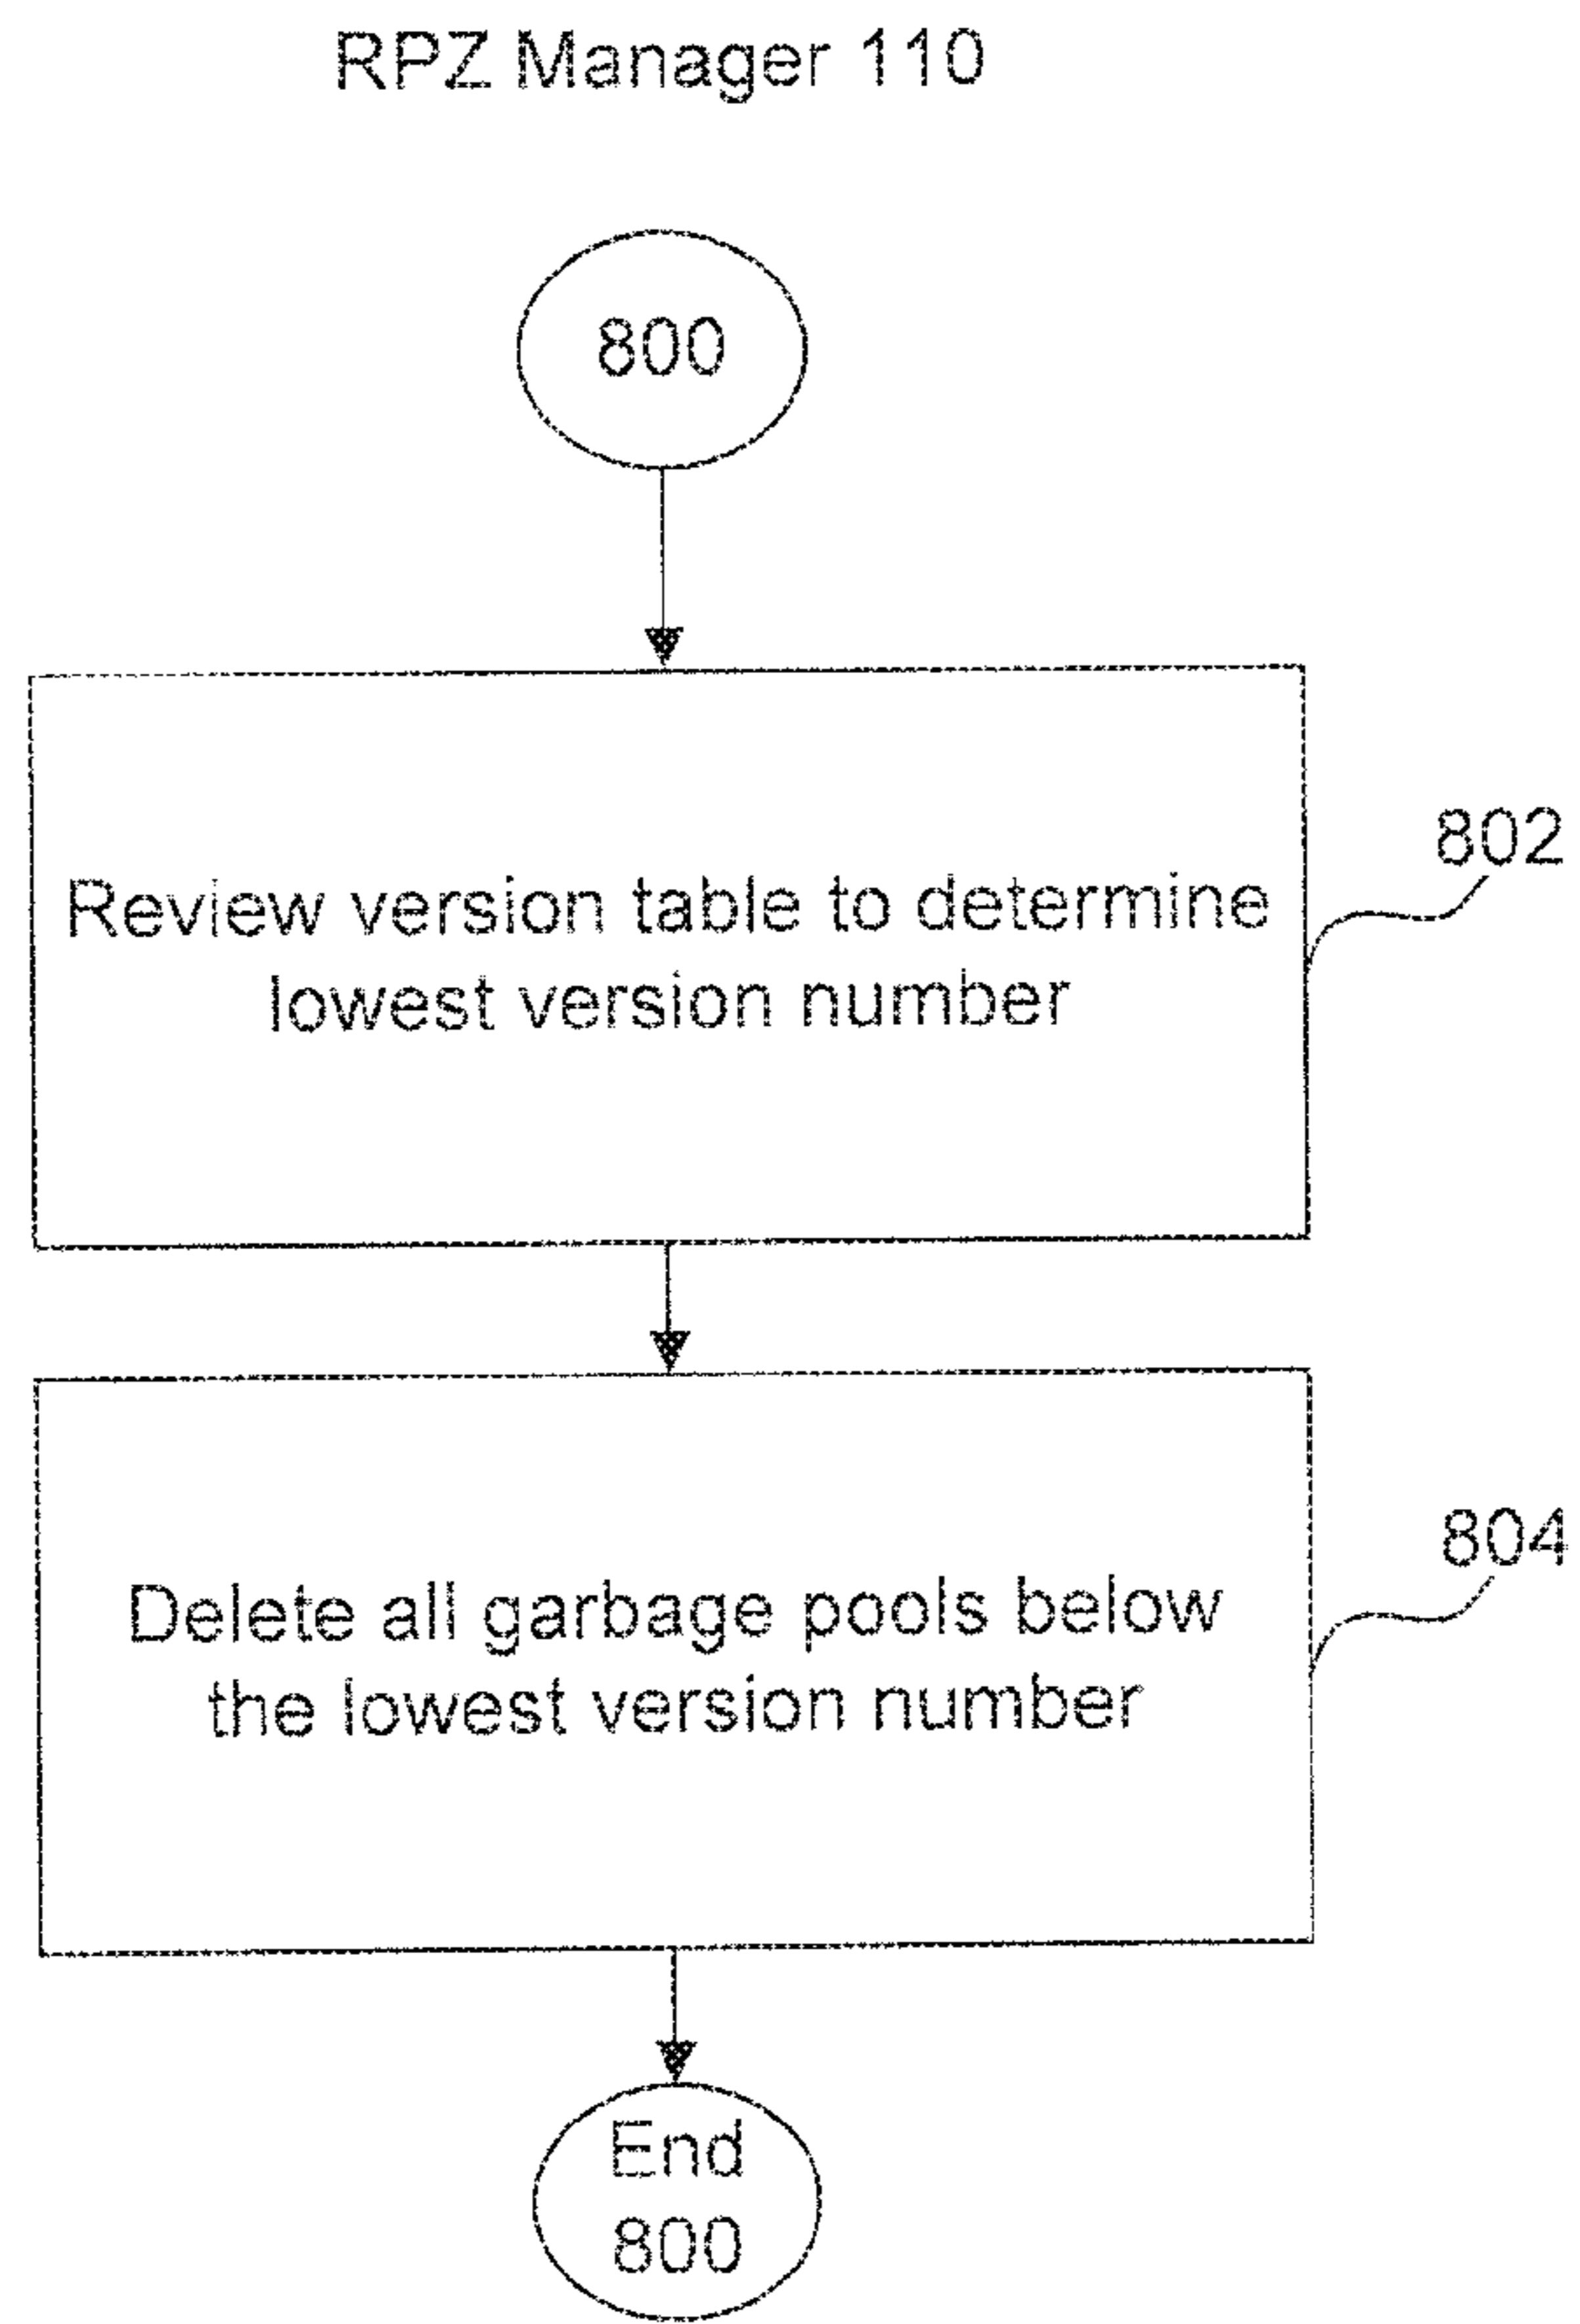 RPZ Manager 110
800
Review version table to determine
lowest version number
802
Delete all garbage pools below
the lowest version number
804
End
800